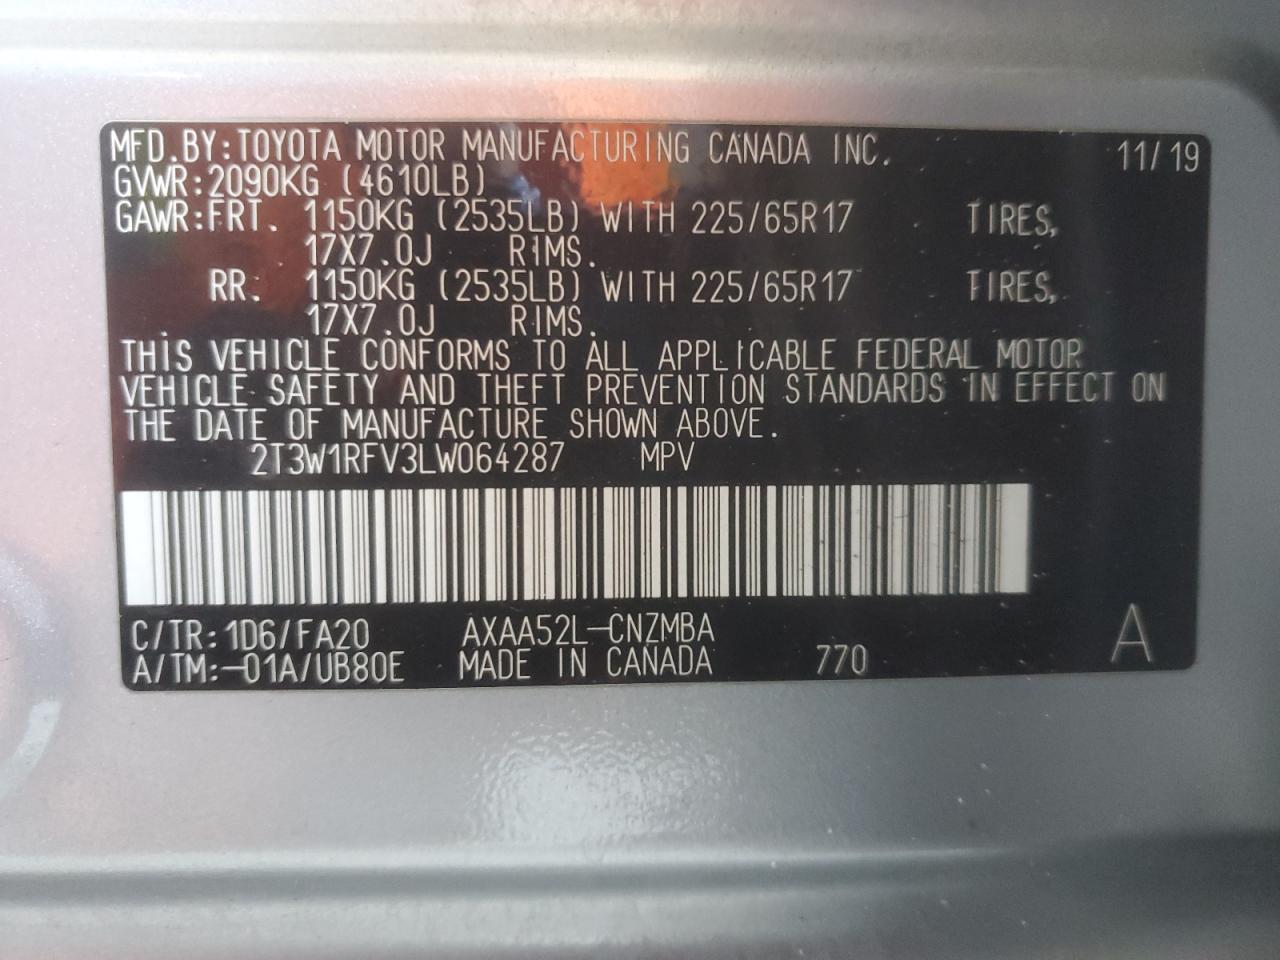 MFD.BY:TOYOTA MOTOR MANUFACTURING CANADA INC. 11/19
GVWR:2090KG (4610LB)
GAWR:FRT. 1150KG (2535LB) WITH 225/65R17 TIRES,
17X7.0J RIMS.
RR. 1150KG (2535LB) WITH 225/65R17 TIRES,
17X7.0J RIMS.
THIS VEHICLE CONFORMS TO ALL APPLICABLE FEDERAL MOTOR
VEHICLE SAFETY AND THEFT PREVENTION STANDARDS IN EFFECT ON
THE DATE OF MANUFACTURE SHOWN ABOVE.
2T3W1RFV3LW064287 MPV
C/TR:1D6/FA20 AXAA52L-CNZMBA A
A/TM:-01A/UB80E MADE IN CANADA 770